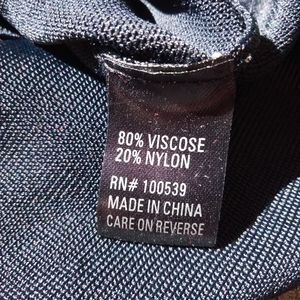 80% VISCOSE
20% NYLON
RN# 100539
MADE IN CHINA
CARE ON REVERSE